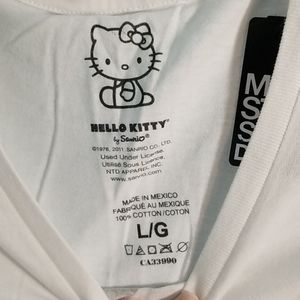 HELLO KITTY
by Sanrio
©1976, 2011 SANRIO CO. LTD.
Used Under License.
Utilisé Sous Licence.
NTD APPAREL INC.
www.sanrio.com
MADE IN MEXICO
FABRIQUÉ AU MEXIQUE
100% COTTON/COTON
L/G
CA33990